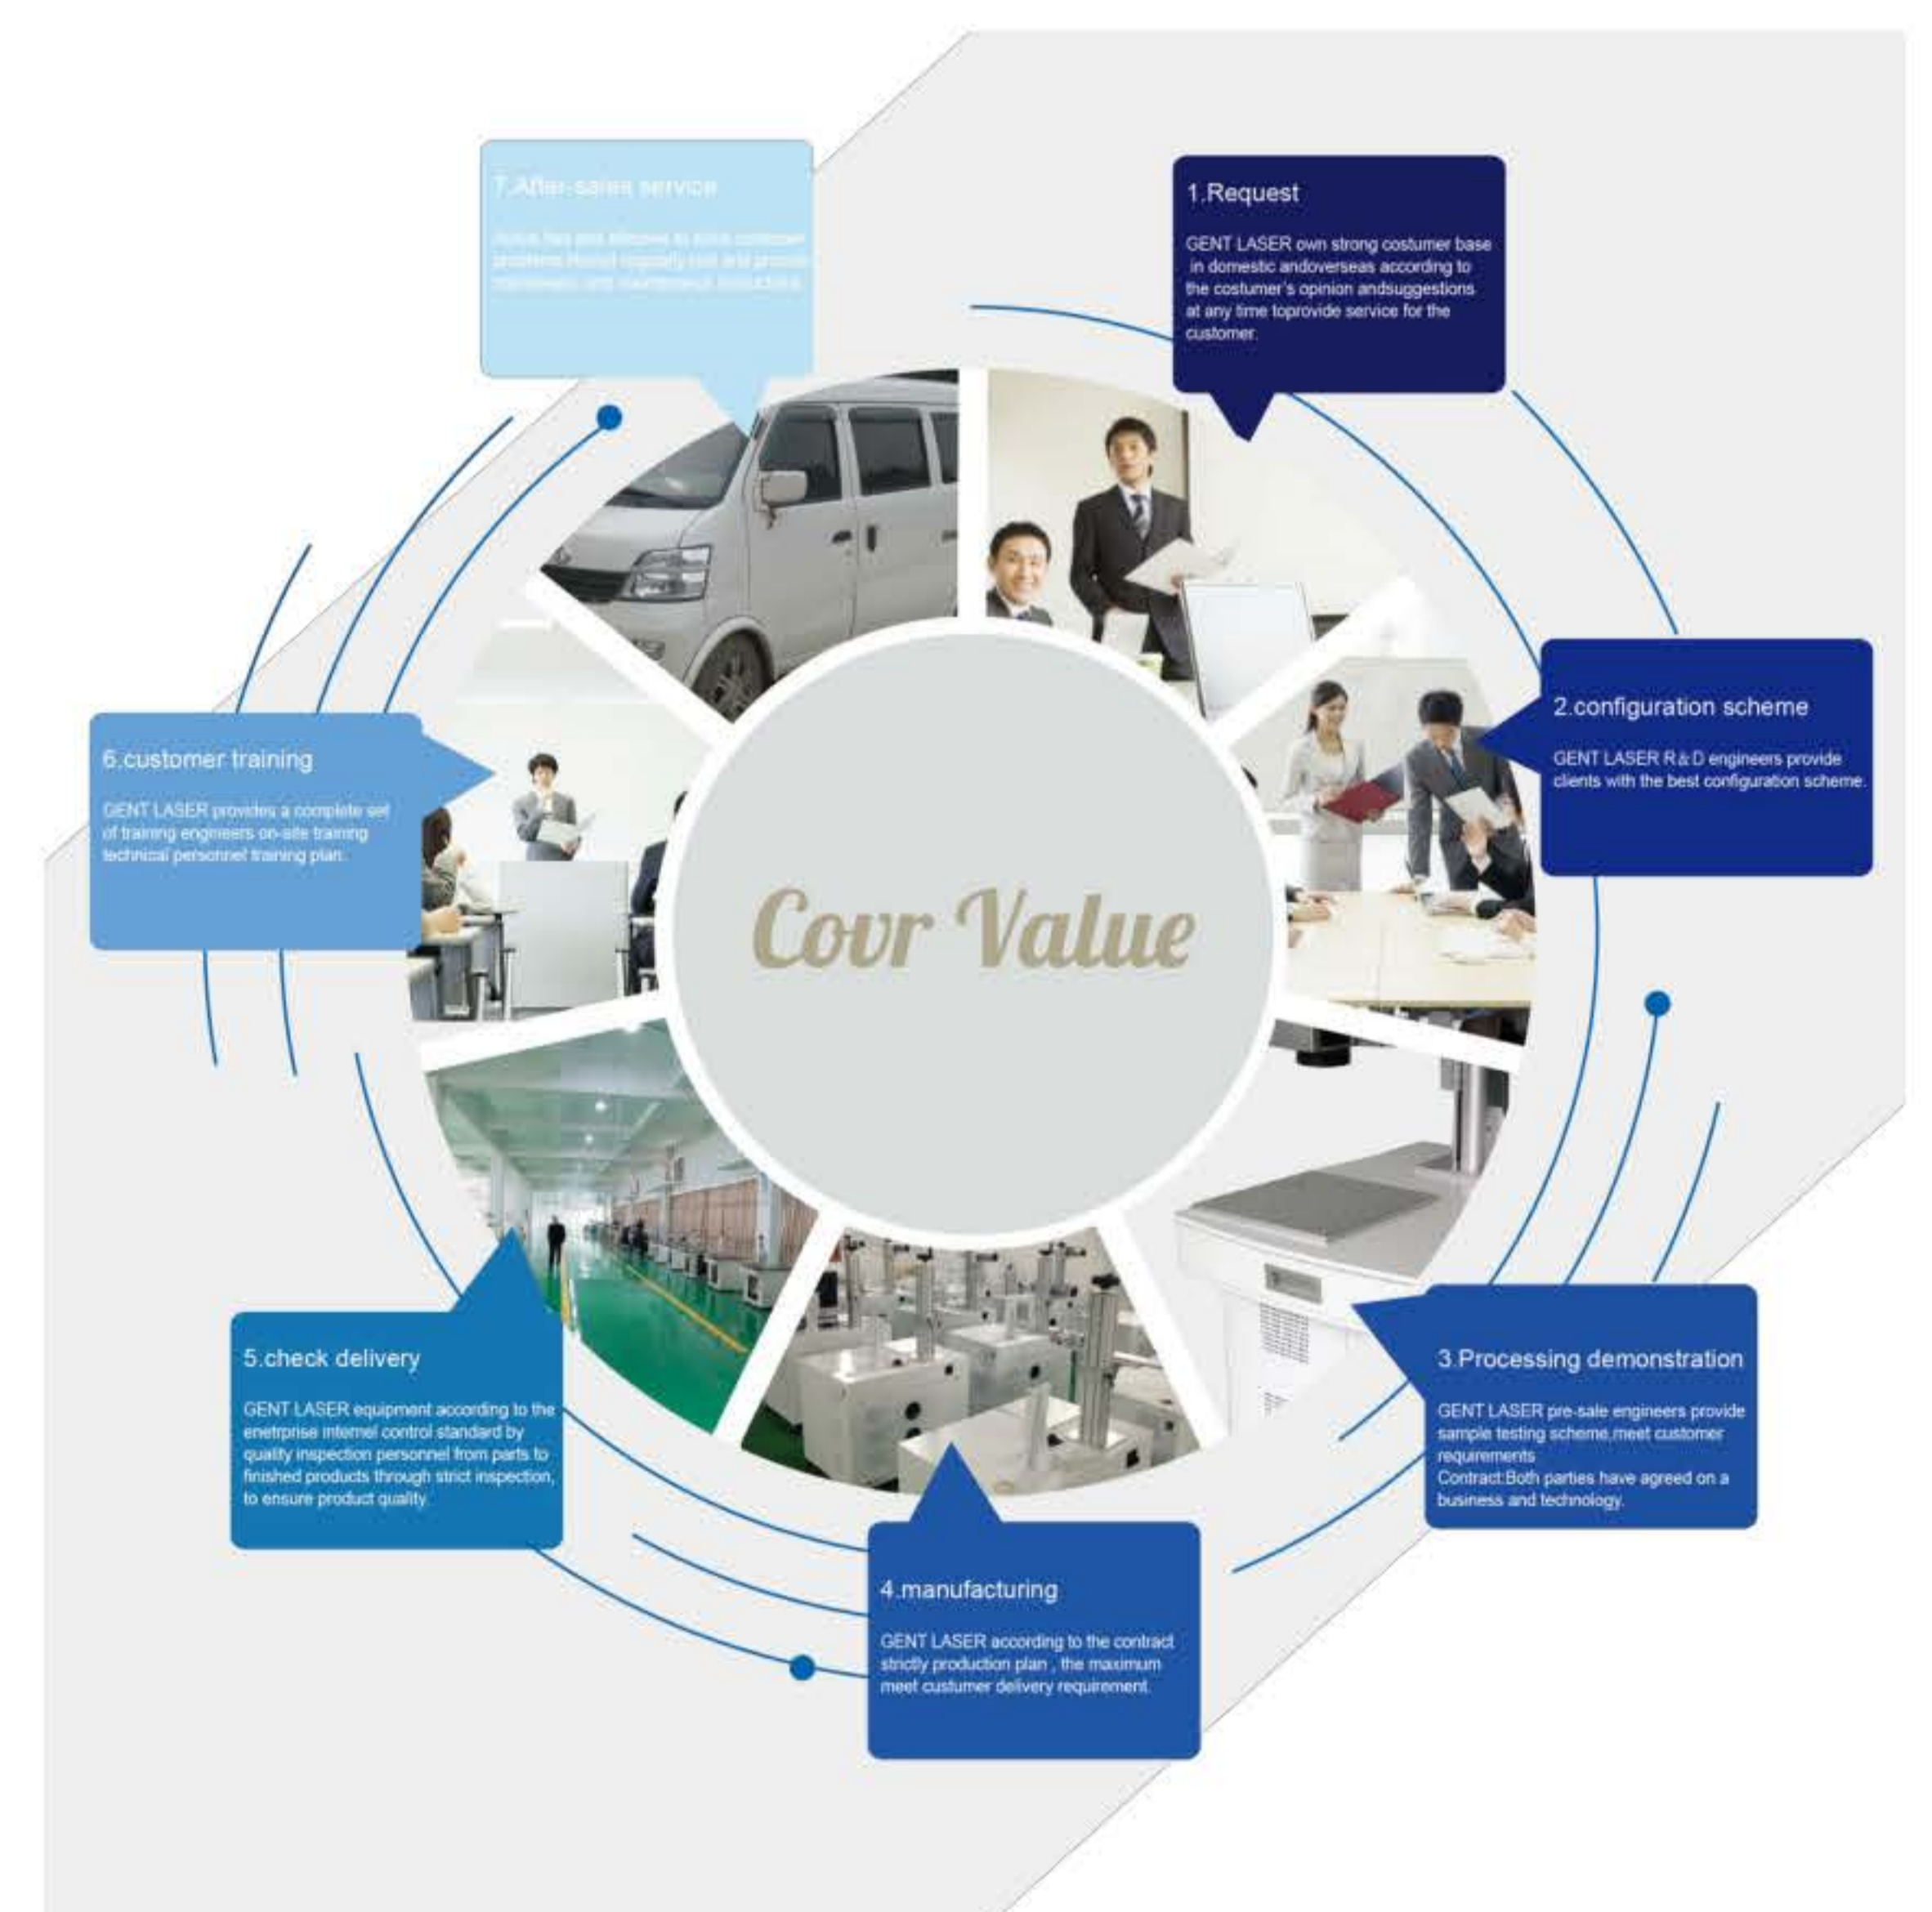 7.After-sales service
1.Request
GENT LASER own strong costumer base
in domestic andoverseas according to
the costumer's opinion andsuggestions
at any time toprovide service for the
customer.
2.configuration scheme
GENT LASER R&D engineers provide
clients with the best configuration scheme.
3.Processing demonstration
GENT LASER pre-sale engineers provide
sample testing scheme,meet customer
requirements
Contract:Both parties have agreed on a
business and technology.
4.manufacturing
GENT LASER according to the contract
strictly production plan , the maximum
meet custumer delivery requirement.
5.check delivery
GENT LASER equipment according to the
enetrprise internel control standard by
quality inspection personnel from parts to
finished products through strict inspection,
to ensure product quality.
6.customer training
GENT LASER provides a complete set
of training engineers on-site training
technical personnel training plan.
Covr Value